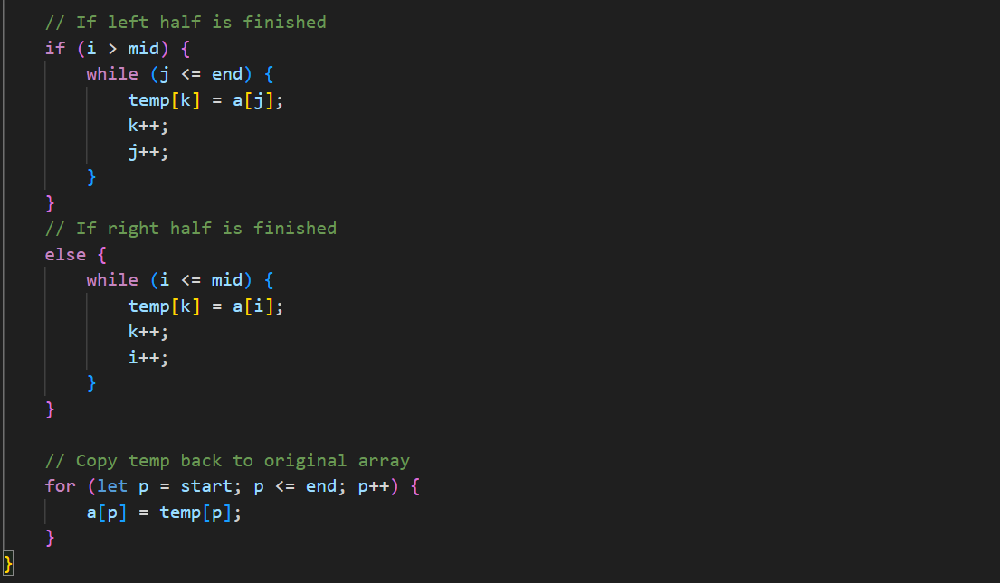 // If left half is finished
if (i > mid) {
while (j <= end) {
temp[k] = a[j];
k++;
j++;
}
}
// If right half is finished
else {
while (i <= mid) {
temp[k] = a[i];
k++;
i++;
}
}
// Copy temp back to original array
for (let p = start; p <= end; p++) {
a[p] = temp[p];
}
}